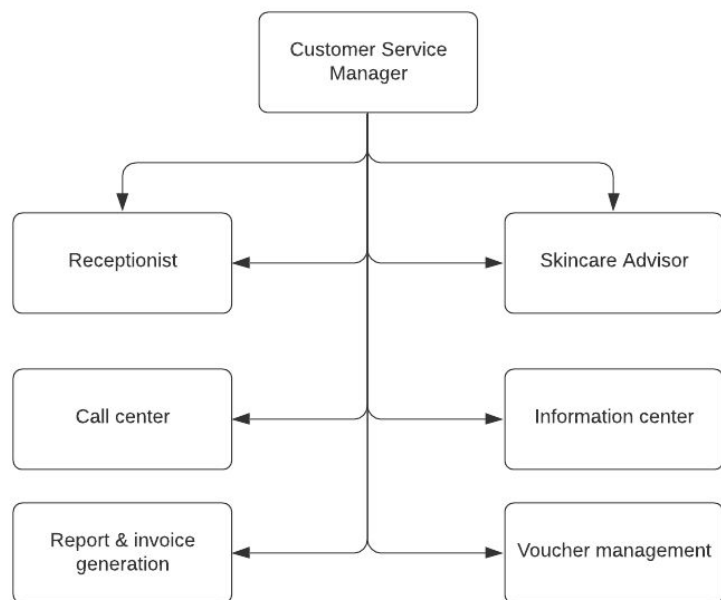 Customer Service
Manager
Receptionist
Skincare Advisor
Call center
Information center
Report & invoice
generation
Voucher management